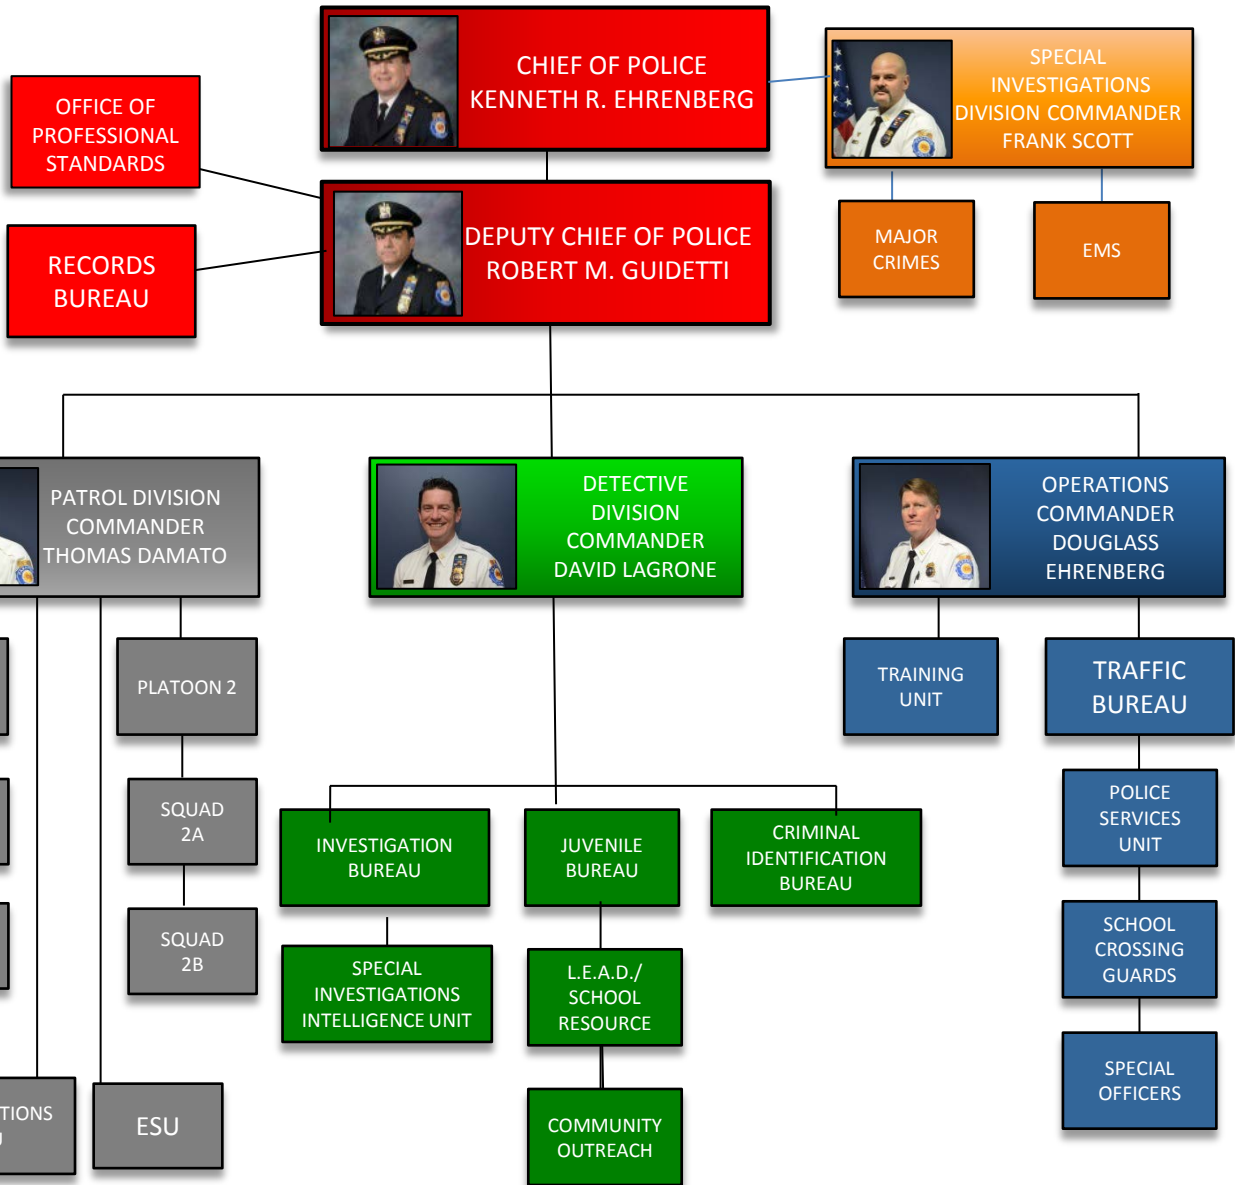 CHIEF OF POLICE
KENNETH R. EHRENBERG
SPECIAL
INVESTIGATIONS
DIVISION COMMANDER
FRANK SCOTT
OFFICE OF
PROFESSIONAL
STANDARDS
DEPUTY CHIEF OF POLICE
ROBERT M. GUIDETTI
RECORDS
BUREAU
MAJOR
CRIMES
EMS
PATROL DIVISION
COMMANDER
THOMAS DAMATO
DETECTIVE
DIVISION
COMMANDER
DAVID LAGRONE
OPERATIONS
COMMANDER
DOUGLASS
EHRENBERG
PLATOON 2
TRAINING
UNIT
TRAFFIC
BUREAU
SQUAD
2A
INVESTIGATION
BUREAU
JUVENILE
BUREAU
CRIMINAL
IDENTIFICATION
BUREAU
POLICE
SERVICES
UNIT
SQUAD
2B
SPECIAL
INVESTIGATIONS
INTELLIGENCE UNIT
L.E.A.D./
SCHOOL
RESOURCE
SCHOOL
CROSSING
GUARDS
ESU
COMMUNITY
OUTREACH
SPECIAL
OFFICERS